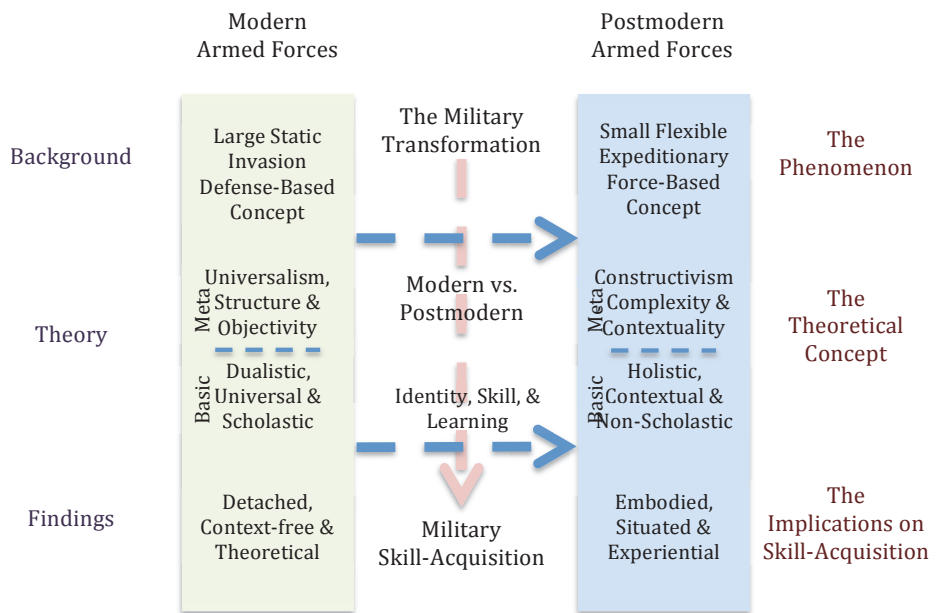 Modern
Armed Forces
Postmodern
Armed Forces
Background
Large Static
Invasion
Defense-Based
Concept
The Military
Transformation
Small Flexible
Expeditionary
Force-Based
Concept
The
Phenomenon
Theory
Meta
Universalism,
Structure &
Objectivity
Modern vs.
Postmodern
Meta
Constructivism
Complexity &
Contextuality
The
Theoretical
Concept
Basic
Dualistic,
Universal &
Scholastic
Identity, Skill, &
Learning
Basic
Holistic,
Contextual &
Non-Scholastic
Findings
Detached,
Context-free &
Theoretical
Military
Skill-Acquisition
Embodied,
Situated &
Experiential
The
Implications on
Skill-Acquisition